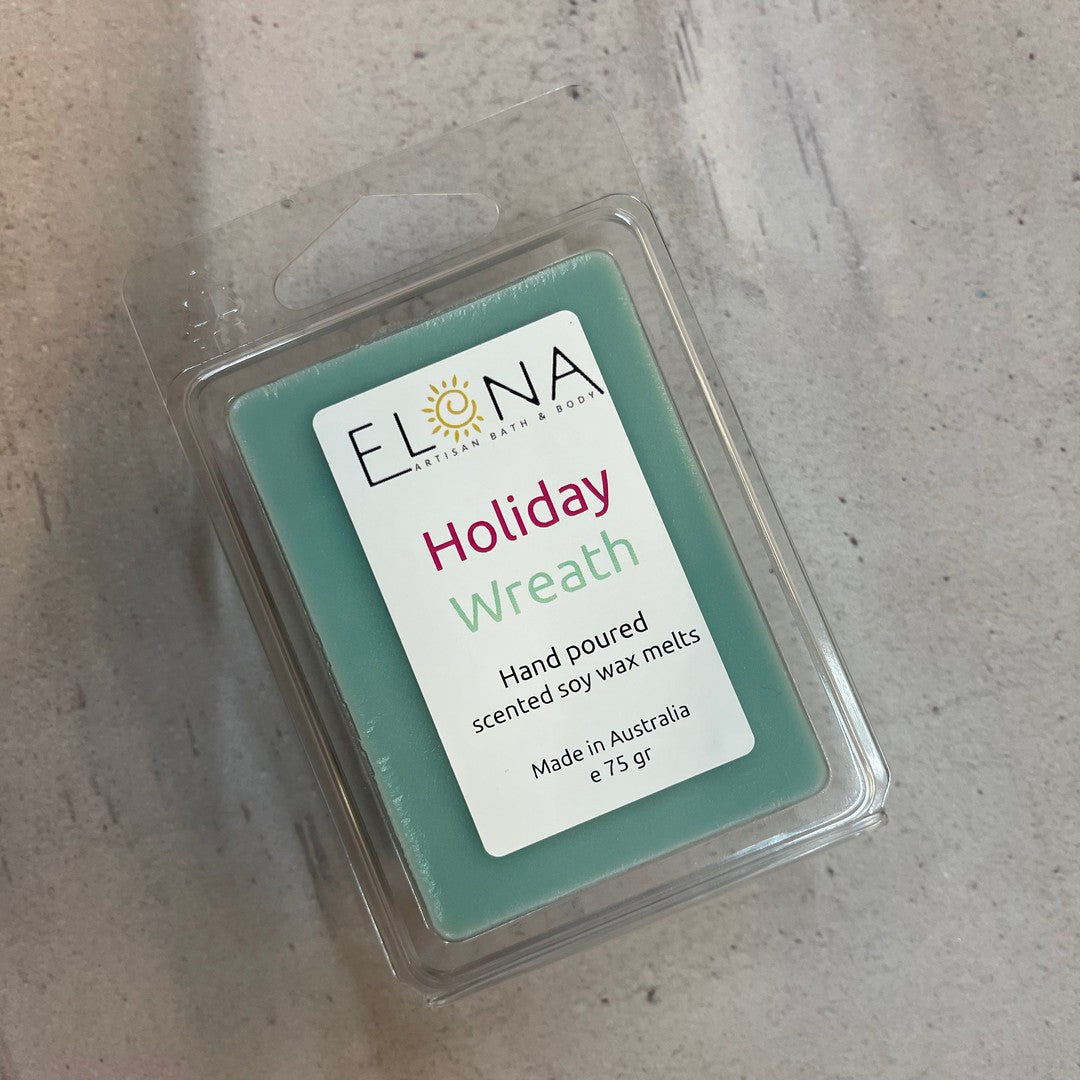 ELONA
ARTISAN BATH & BODY
Holiday
Wreath
Hand poured
scented soy wax melts
Made in Australia
e 75 gr